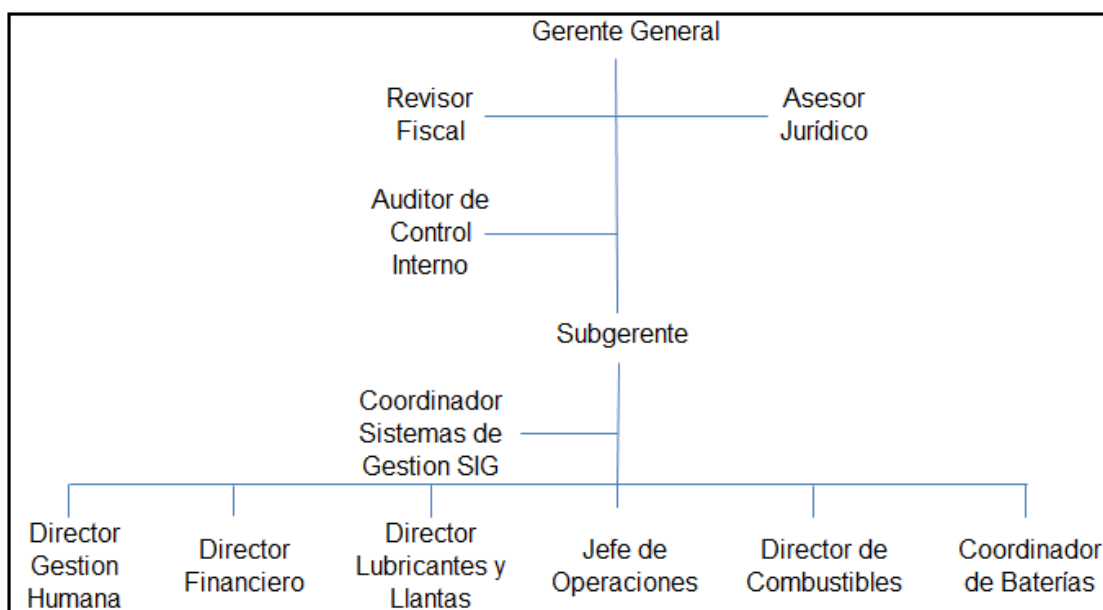 Gerente General
Revisor
Fiscal
Asesor
Jurídico
Auditor de
Control
Interno
Subgerente
Coordinador
Sistemas de
Gestion SIG
Director
Gestion
Humana
Director
Financiero
Director
Lubricantes y
Llantas
Jefe de
Operaciones
Director de
Combustibles
Coordinador
de Baterías